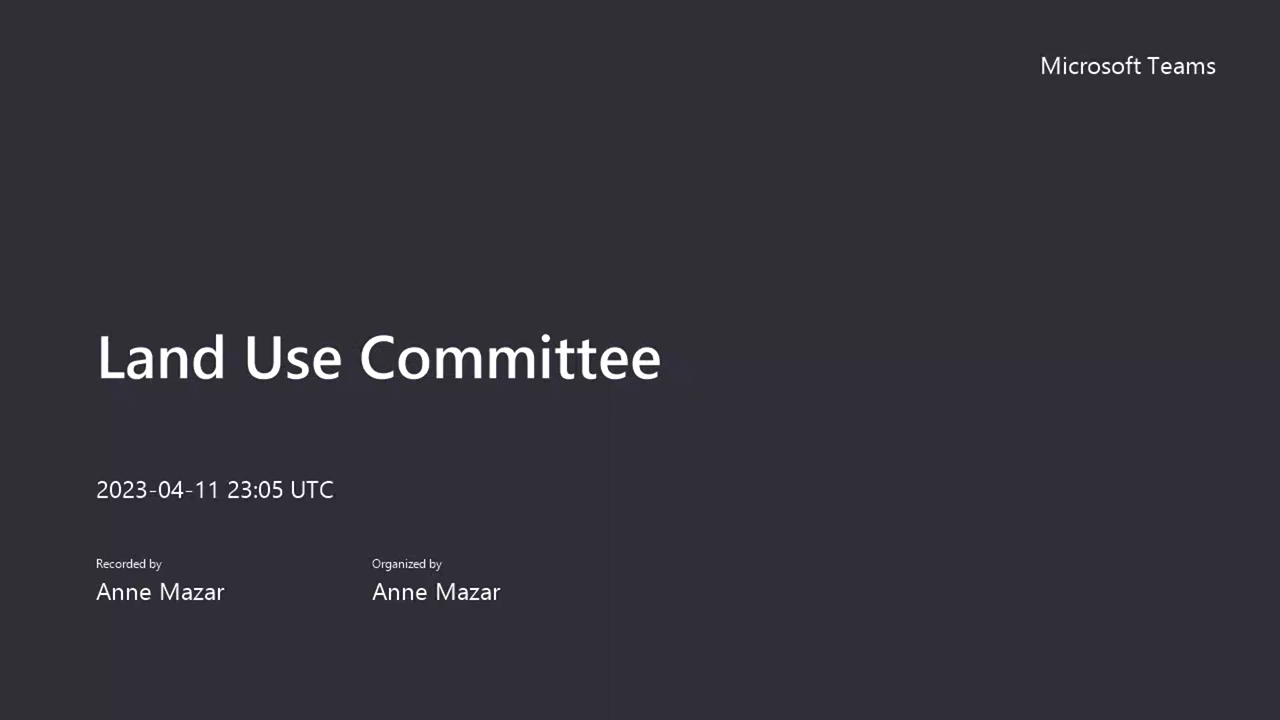 Microsoft Teams
Land Use Committee
2023-04-11 23:05 UTC
Recorded by
Anne Mazar
Organized by
Anne Mazar